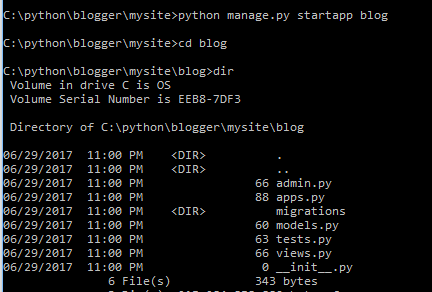 C:\python\blogger\mysite>python manage.py startapp blog
C:\python\blogger\mysite>cd blog
C:\python\blogger\mysite\blog>dir
 Volume in drive C is OS
 Volume Serial Number is EEB8-7DF3
 Directory of C:\python\blogger\mysite\blog
06/29/2017  11:00 PM    <DIR>          .
06/29/2017  11:00 PM    <DIR>          ..
06/29/2017  11:00 PM                66 admin.py
06/29/2017  11:00 PM                88 apps.py
06/29/2017  11:00 PM    <DIR>          migrations
06/29/2017  11:00 PM                60 models.py
06/29/2017  11:00 PM                63 tests.py
06/29/2017  11:00 PM                66 views.py
06/29/2017  11:00 PM                 0 __init__.py
               6 File(s)            343 bytes